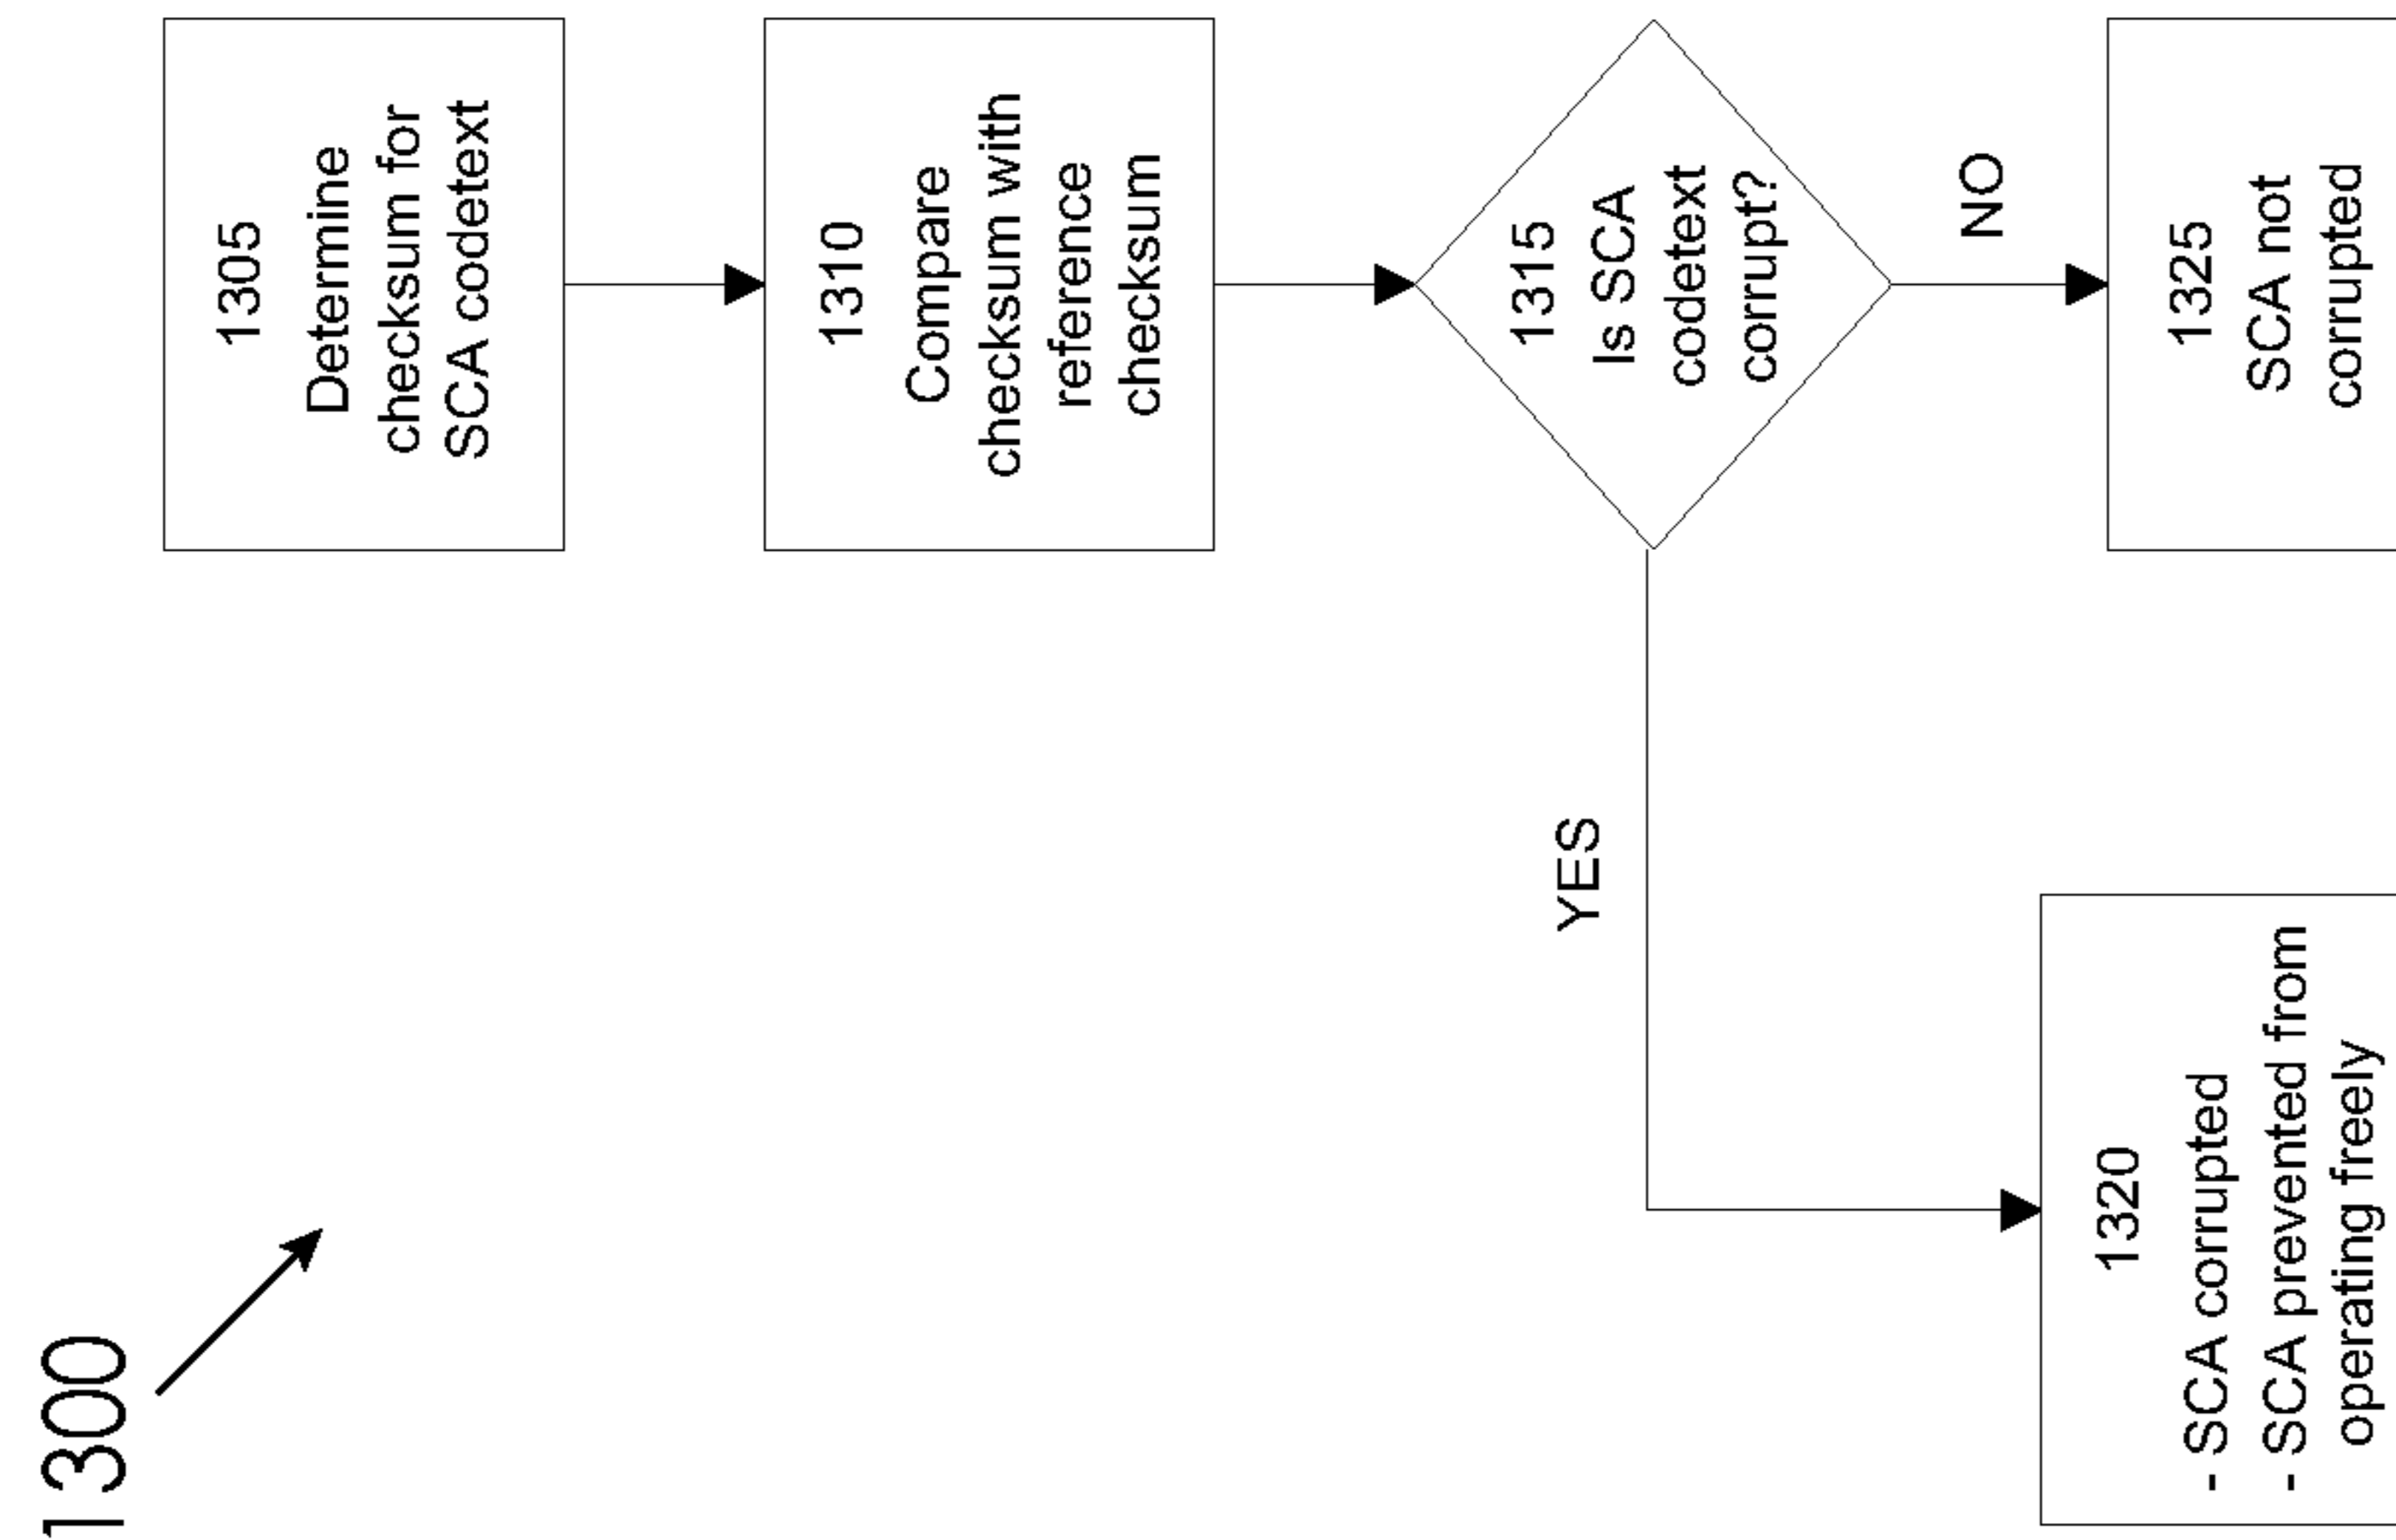 1300
1305
Determine
checksum for
SCA codetext
1310
Compare
checksum with
reference
checksum
1315
Is SCA
codetext
corrupt?
YES
NO
1320
- SCA corrupted
- SCA prevented from
operating freely
1325
SCA not
corrupted